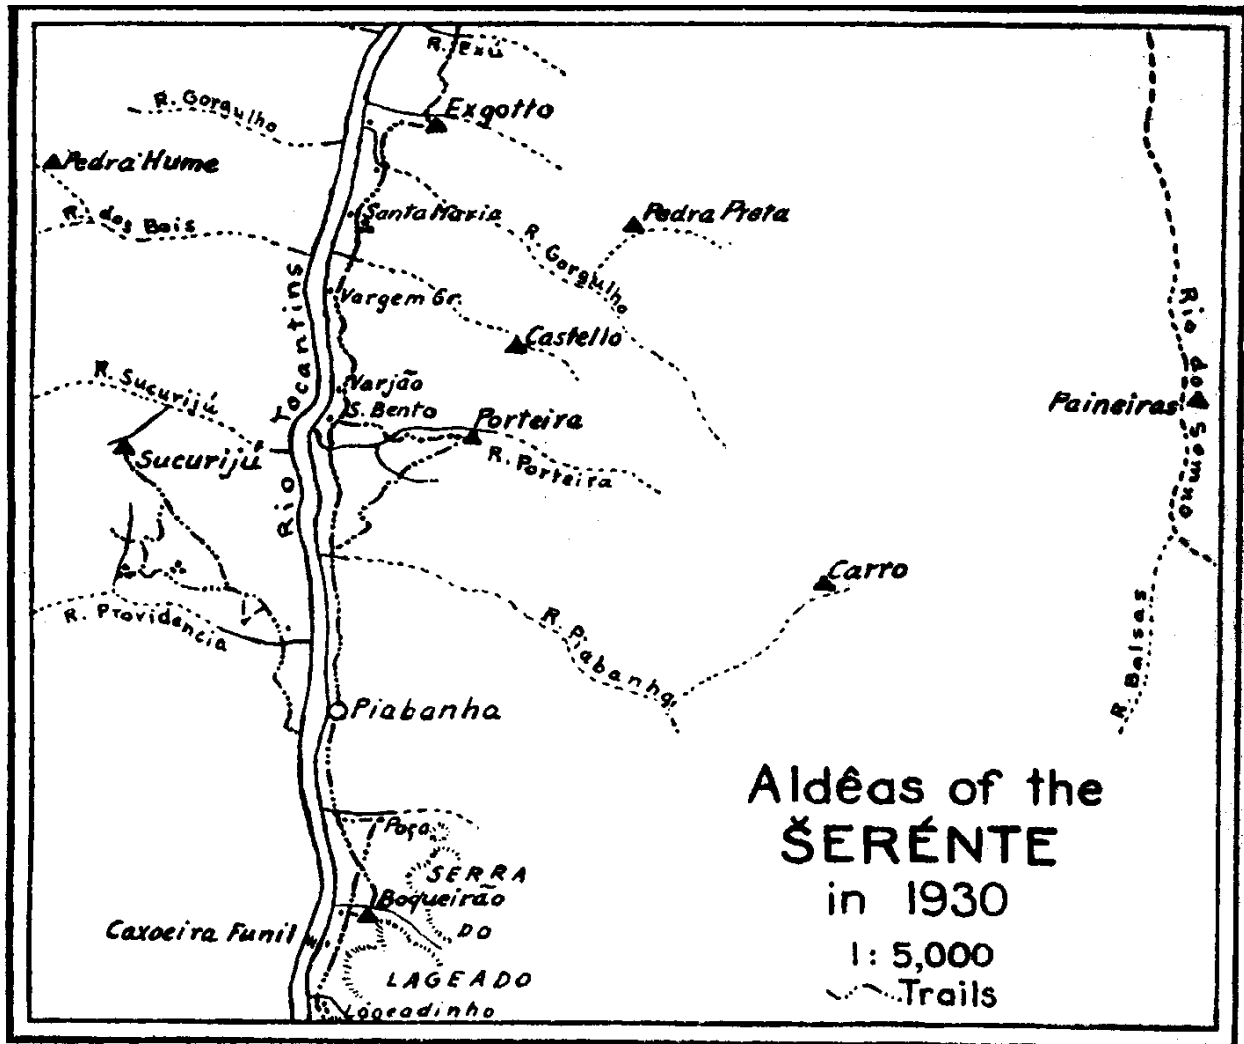 R. Exú
R. Gorgulho
Exgotto
Pedra Hume
R. dos Bois
Santa Maria
Pedra Preta
R. Gorgulho
Rio Tocantins
Vargem Gr.
Castello
Rio do Somno
R. Sucurijú
Varjão
S. Bento
Porteira
Paineiras
Sucurijú
R. Porteira
Carro
R. Providencia
R. Piabanha
R. Balsas
Piabanha
Aldêas of the
ŠERÉNTE
in 1930
1: 5,000
Trails
Poço
SERRA
Boqueirão
DO
Caxoeira Funil
LAGEADO
Lageadinho